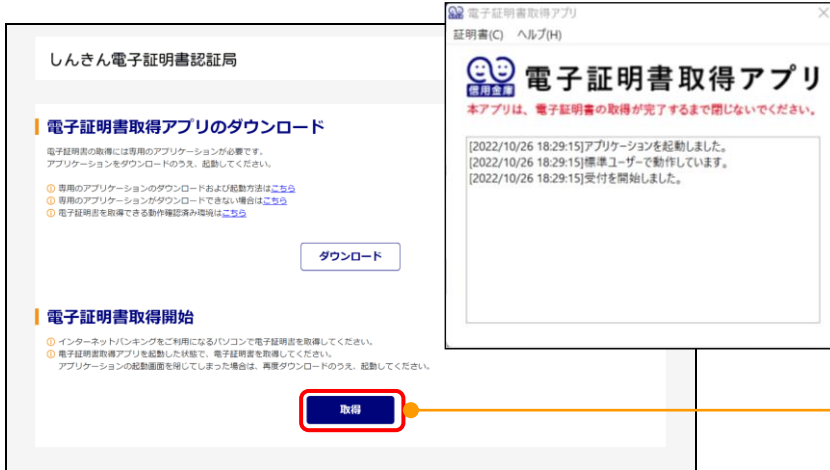 しんきん電子証明書認証局
電子証明書取得アプリのダウンロード
電子証明書の取得には専用のアプリケーションが必要です。
アプリケーションをダウンロードのうえ、起動してください。
専用のアプリケーションのダウンロードおよび起動方法はこちら
専用のアプリケーションがダウンロードできない場合はこちら
電子証明書を取得できる動作確認済み環境はこちら
ダウンロード
電子証明書取得開始
インターネットバンキングをご利用になるパソコンで電子証明書を取得してください。
電子証明書取得アプリを起動した状態で、電子証明書を取得してください。
アプリケーションの起動画面を閉じてしまった場合は、再度ダウンロードのうえ、起動してください。
取得
電子証明書取得アプリ
証明書(C) ヘルプ(H)
信用金庫
電子証明書取得アプリ
本アプリは、電子証明書の取得が完了するまで閉じないでください。
[2022/10/26 18:29:15]アプリケーションを起動しました。
[2022/10/26 18:29:15]標準ユーザーで動作しています。
[2022/10/26 18:29:15]受付を開始しました。